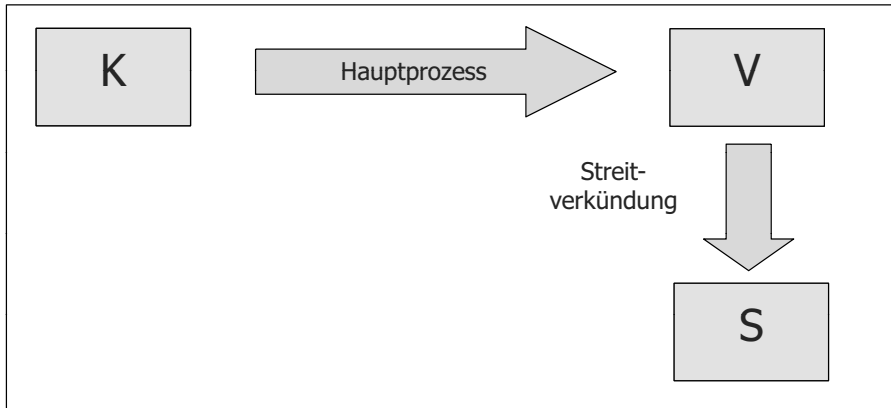 K
Hauptprozess
V
Streit-
verkündung
S